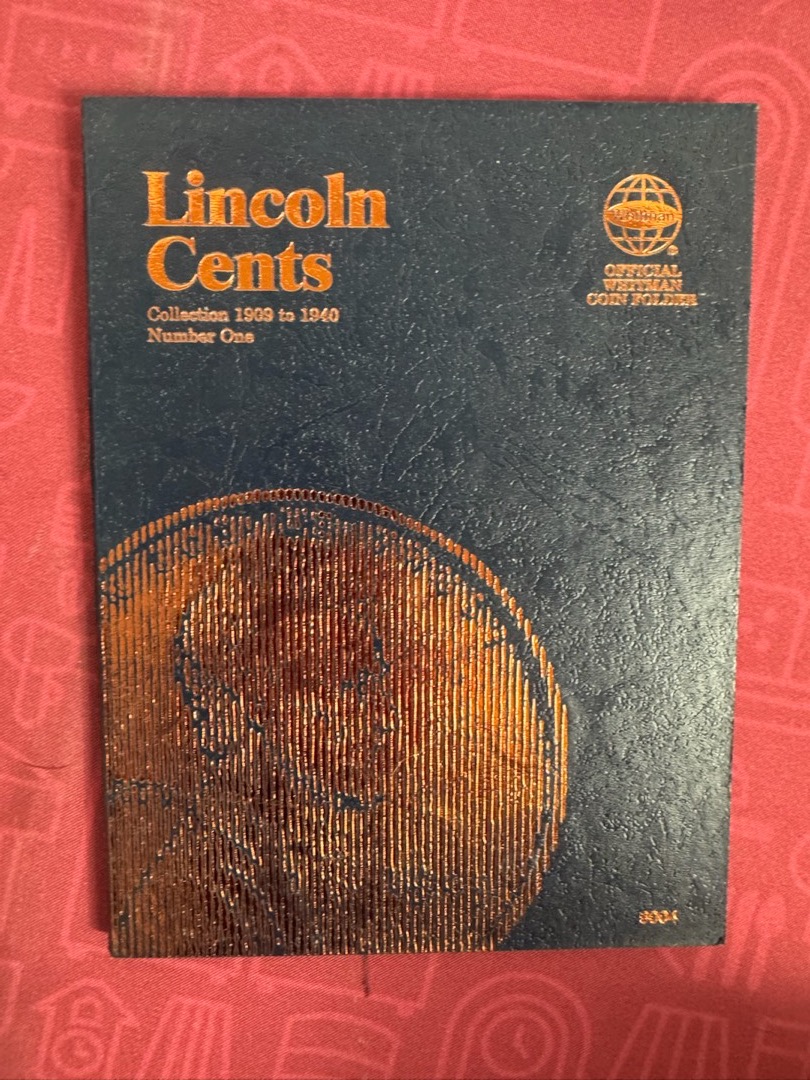 Lincoln
Cents
Collection 1909 to 1940
Number One
Whitman
®
OFFICIAL
WHITMAN
COIN FOLDER
9004